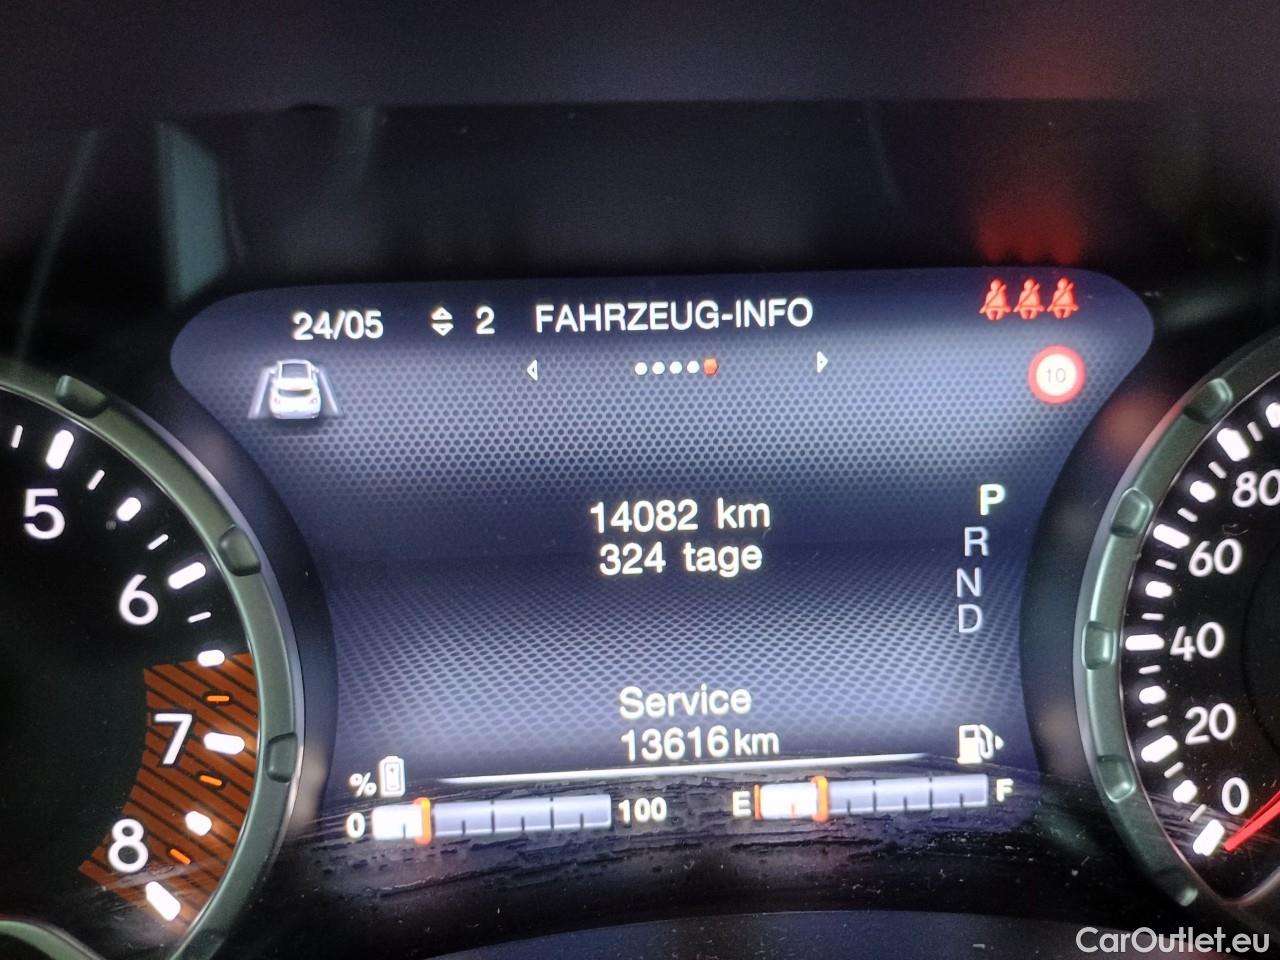 24/05 2 FAHRZEUG-INFO
10
14082 km
324 tage
P
R
N
D
Service
13616 km
%
0 100
E F
5
6
7
8
80
60
40
20
0
CarOutlet.eu